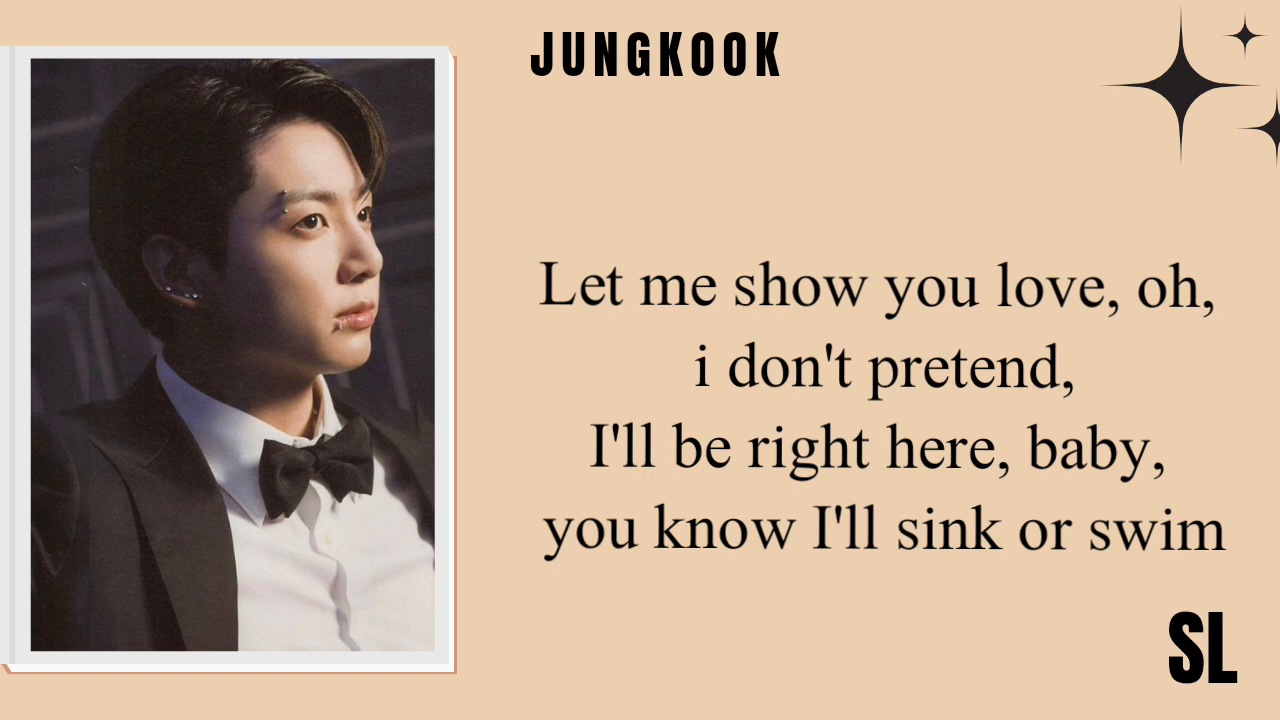 JUNGKOOK
Let me show you love, oh,
i don't pretend,
I'll be right here, baby,
you know I'll sink or swim
SL